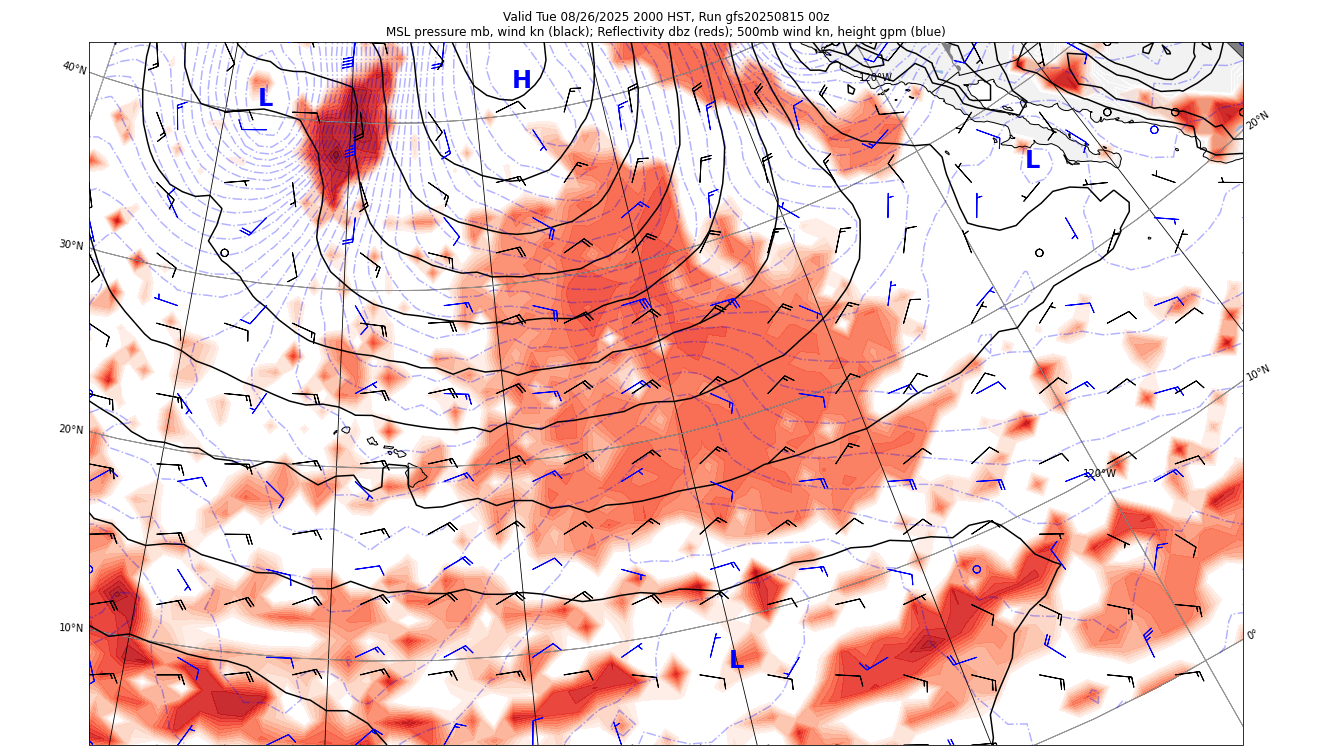 Valid Tue 08/26/2025 2000 HST, Run gfs20250815 00z
MSL pressure mb, wind kn (black); Reflectivity dbz (reds); 500mb wind kn, height gpm (blue)
40°N
L
H
120°W
20°N
L
30°N
10°N
20°N
120°W
10°N
0°
L